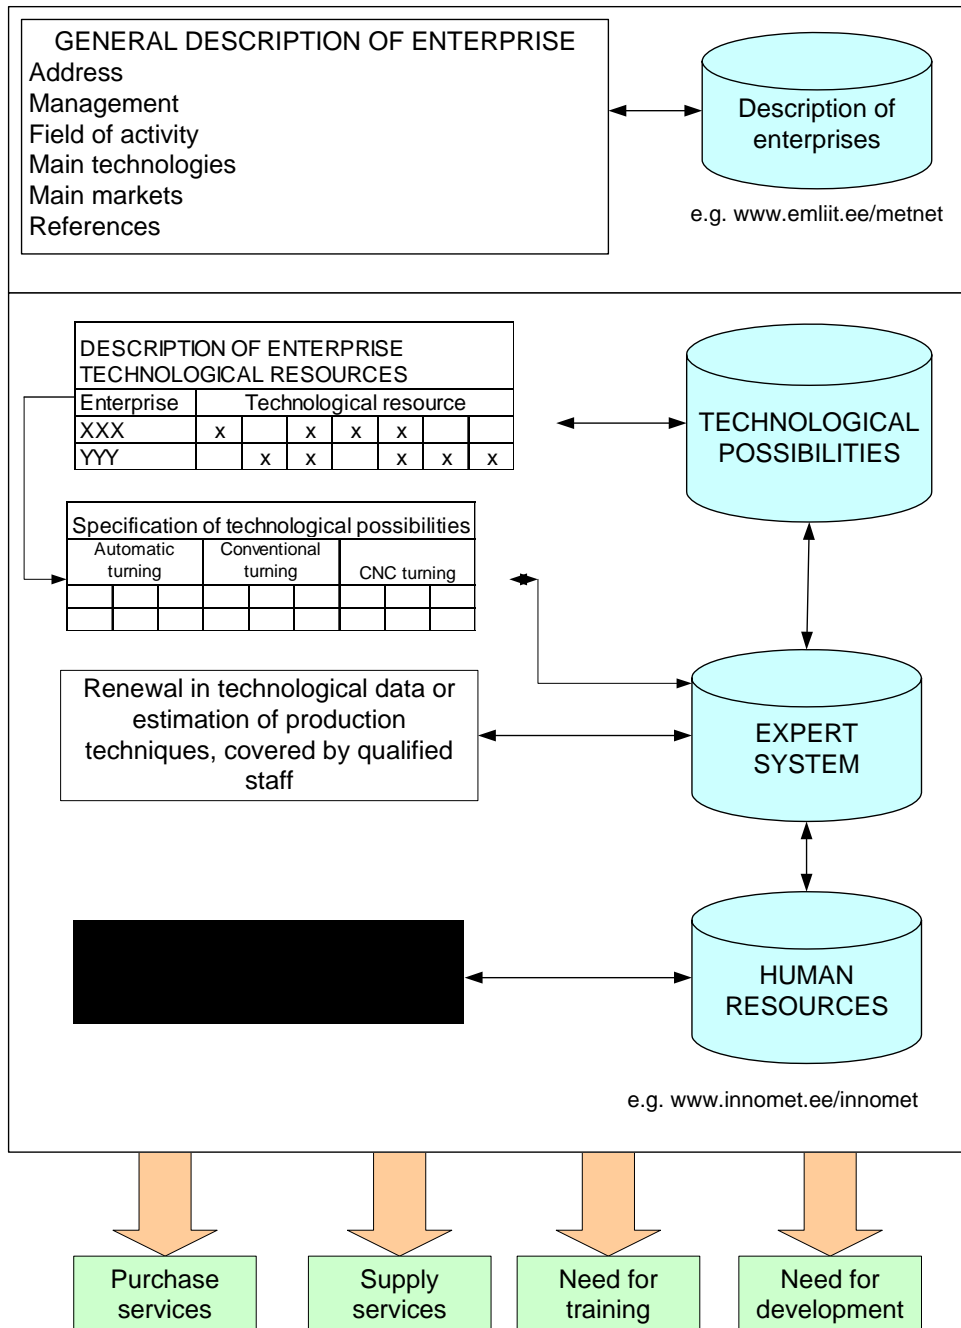 GENERAL DESCRIPTION OF ENTERPRISE
Address
Management
Field of activity
Main technologies
Main markets
References
Description of
enterprises
e.g. www.emliit.ee/metnet
DESCRIPTION OF ENTERPRISE
TECHNOLOGICAL RESOURCES
Enterprise Technological resource
XXX x x x x
YYY x x x x x
TECHNOLOGICAL
POSSIBILITIES
Specification of technological possibilities
Automatic
turning
Conventional
turning
CNC turning
Renewal in technological data or
estimation of production
techniques, covered by qualified
staff
EXPERT
SYSTEM
HUMAN
RESOURCES
e.g. www.innomet.ee/innomet
Purchase
services
Supply
services
Need for
training
Need for
development